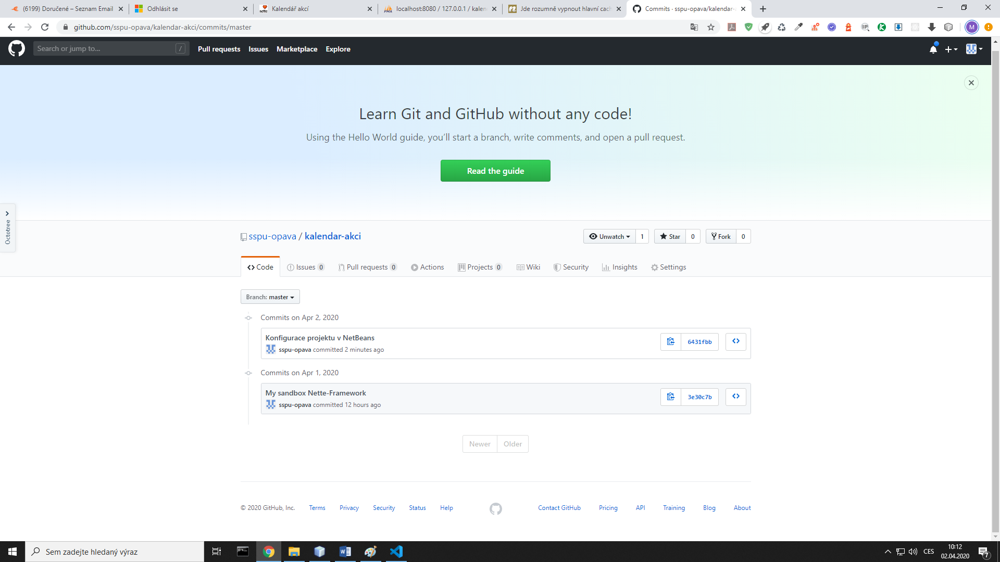 (6199) Doručené – Seznam Email
Odhlásit se
Kalendář akcí
localhost:8080 / 127.0.0.1 / kalen
Jde rozumně vypnout hlavní cach
Commits · sspu-opava/kalendar-
github.com/sspu-opava/kalendar-akci/commits/master
M
Search or jump to...
/
Pull requests
Issues
Marketplace
Explore
Learn Git and GitHub without any code!
Using the Hello World guide, you’ll start a branch, write comments, and open a pull request.
Read the guide
Octotree
sspu-opava / kalendar-akci
Unwatch 1
Star 0
Fork 0
Code
Issues 0
Pull requests 0
Actions
Projects 0
Wiki
Security
Insights
Settings
Branch: master
Commits on Apr 2, 2020
Konfigurace projektu v NetBeans
6431fbb
sspu-opava committed 2 minutes ago
Commits on Apr 1, 2020
My sandbox Nette-Framework
3e30c7b
sspu-opava committed 12 hours ago
Newer
Older
© 2020 GitHub, Inc.
Terms
Privacy
Security
Status
Help
Contact GitHub
Pricing
API
Training
Blog
About
Sem zadejte hledaný výraz
CES
10:12
02.04.2020
7